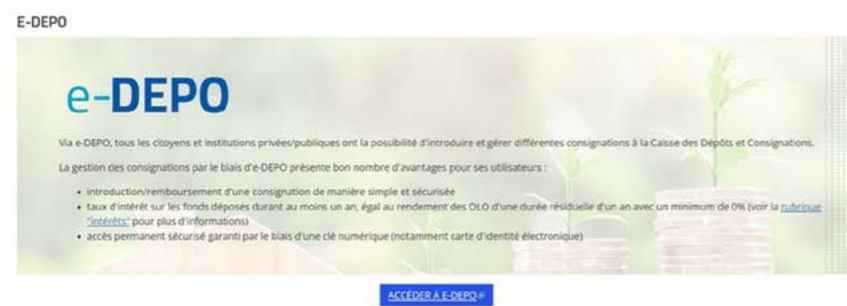 E-DEPO
e-DEPO
Via e-DEPO, tous les citoyens et institutions privées/publiques ont la possibilité d'introduire et gérer différentes consignations à la Caisse des Dépôts et Consignations.
La gestion des consignations par le biais d'e-DEPO présente bon nombre d'avantages pour ses utilisateurs :
• introduction/remboursement d'une consignation de manière simple et sécurisée
• taux d'intérêt sur les fonds déposés durant au moins un an, égal au rendement des OLO d'une durée résiduelle d'un an avec un minimum de 0% (voir la rubrique
"intérêts" pour plus d'informations)
• accès permanent sécurisé garanti par le biais d'une clé numérique (notamment carte d'identité électronique)
ACCÉDER À E-DEPO